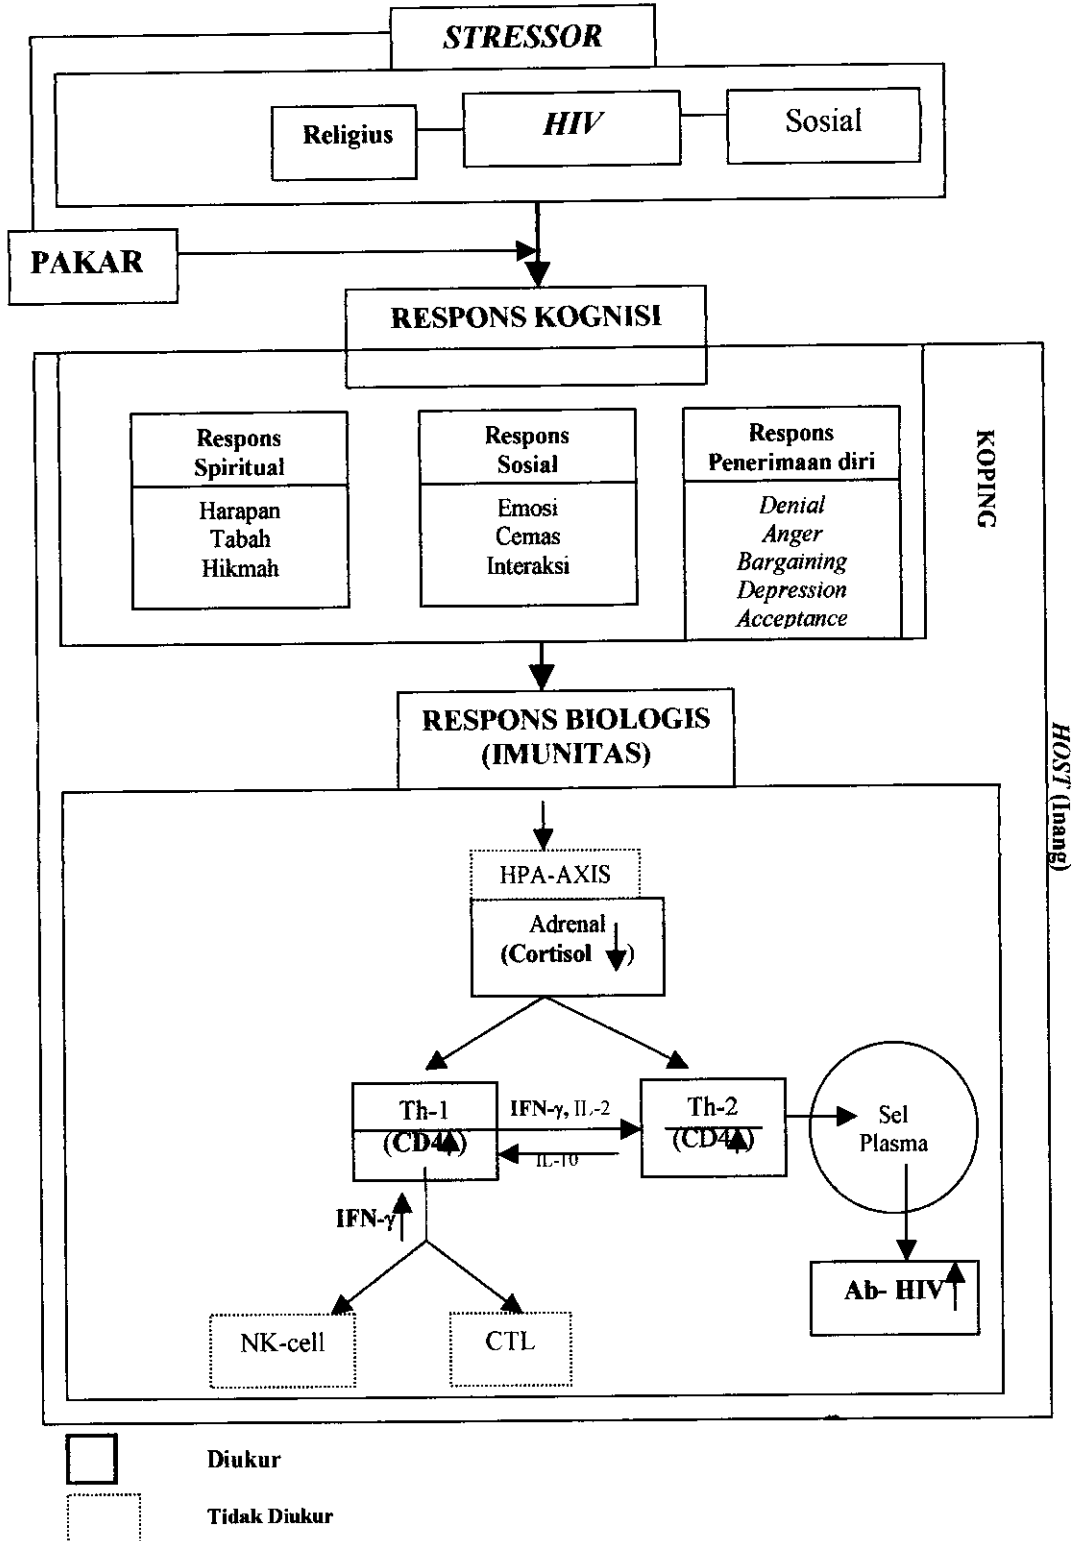 STRESSOR
Religius
HIV
Sosial
PAKAR
RESPONS KOGNISI
Respons
Spiritual
Harapan
Tabah
Hikmah
Respons
Sosial
Emosi
Cemas
Interaksi
Respons
Penerimaan diri
Denial
Anger
Bargaining
Depression
Acceptance
KOPING
HOST (Inang)
RESPONS BIOLOGIS
(IMUNITAS)
HPA-AXIS
Adrenal
(Cortisol )
Th-1
(CD4 )
IFN-γ, IL-2
IL-10
Th-2
(CD4 )
Sel
Plasma
IFN-γ
Ab- HIV
NK-cell
CTL
Diukur
Tidak Diukur